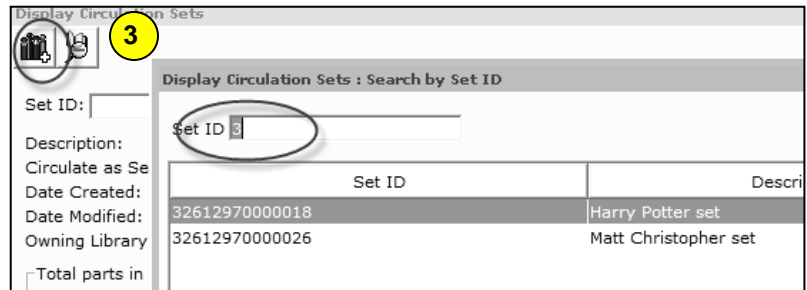 Display Circulation Sets
3
Display Circulation Sets : Search by Set ID
Set ID:
Set ID 3
Description:
Circulate as Se
Date Created:
Date Modified:
Owning Library
Total parts in
Set ID Descri
32612970000018 Harry Potter set
32612970000026 Matt Christopher set